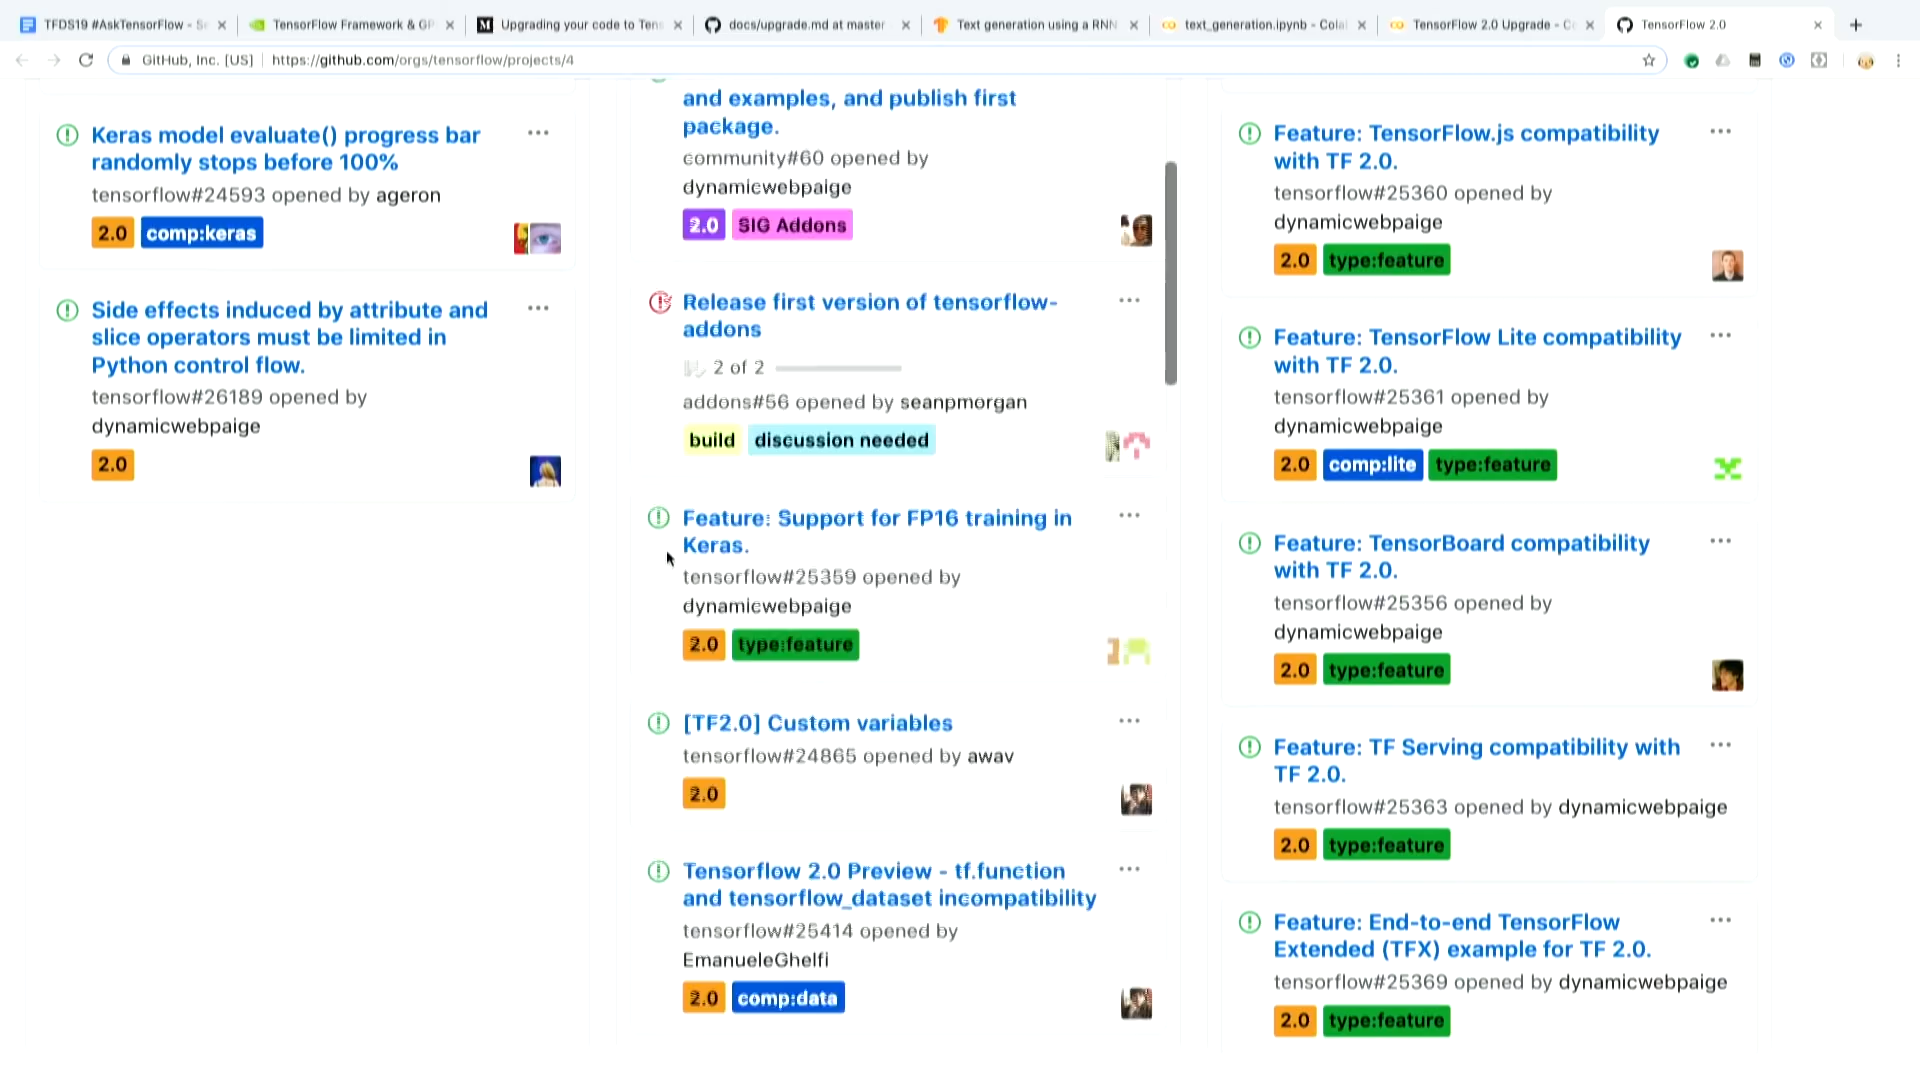 TFDS19 #AskTensorFlow - Se
TensorFlow Framework & GP
Upgrading your code to Tens
docs/upgrade.md at master
Text generation using a RNN
text_generation.ipynb - Colal
TensorFlow 2.0 Upgrade - Co
TensorFlow 2.0
GitHub, Inc. [US] | https://github.com/orgs/tensorflow/projects/4
Keras model evaluate() progress bar
randomly stops before 100%
tensorflow#24593 opened by ageron
2.0 comp:keras
Side effects induced by attribute and
slice operators must be limited in
Python control flow.
tensorflow#26189 opened by
dynamicwebpaige
2.0
and examples, and publish first
package.
community#60 opened by
dynamicwebpaige
2.0 SIG Addons
Release first version of tensorflow-
addons
2 of 2
addons#56 opened by seanpmorgan
build discussion needed
Feature: Support for FP16 training in
Keras.
tensorflow#25359 opened by
dynamicwebpaige
2.0 type:feature
[TF2.0] Custom variables
tensorflow#24865 opened by awav
2.0
Tensorflow 2.0 Preview - tf.function
and tensorflow_dataset incompatibility
tensorflow#25414 opened by
EmanueleGhelfi
2.0 comp:data
Feature: TensorFlow.js compatibility
with TF 2.0.
tensorflow#25360 opened by
dynamicwebpaige
2.0 type:feature
Feature: TensorFlow Lite compatibility
with TF 2.0.
tensorflow#25361 opened by
dynamicwebpaige
2.0 comp:lite type:feature
Feature: TensorBoard compatibility
with TF 2.0.
tensorflow#25356 opened by
dynamicwebpaige
2.0 type:feature
Feature: TF Serving compatibility with
TF 2.0.
tensorflow#25363 opened by dynamicwebpaige
2.0 type:feature
Feature: End-to-end TensorFlow
Extended (TFX) example for TF 2.0.
tensorflow#25369 opened by dynamicwebpaige
2.0 type:feature